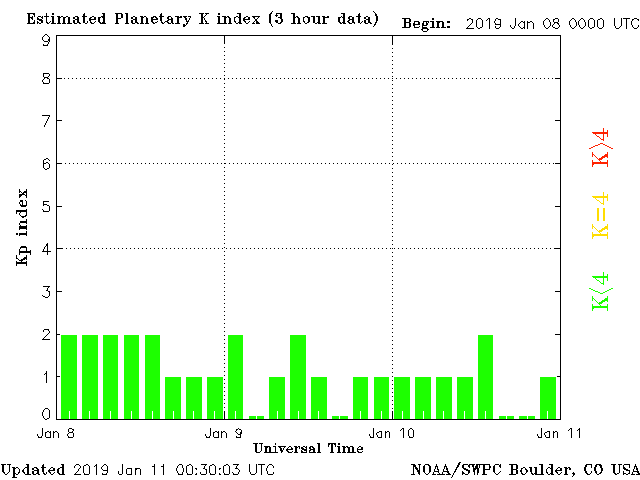 Estimated Planetary K index (3 hour data) Begin: 2019 Jan 08 0000 UTC
9
8
7
6
5
4
3
2
1
0
Kp index
K>4
K=4
K<4
Jan 8 Jan 9 Jan 10 Jan 11
Universal Time
Updated 2019 Jan 11 00:30:03 UTC NOAA/SWPC Boulder, CO USA